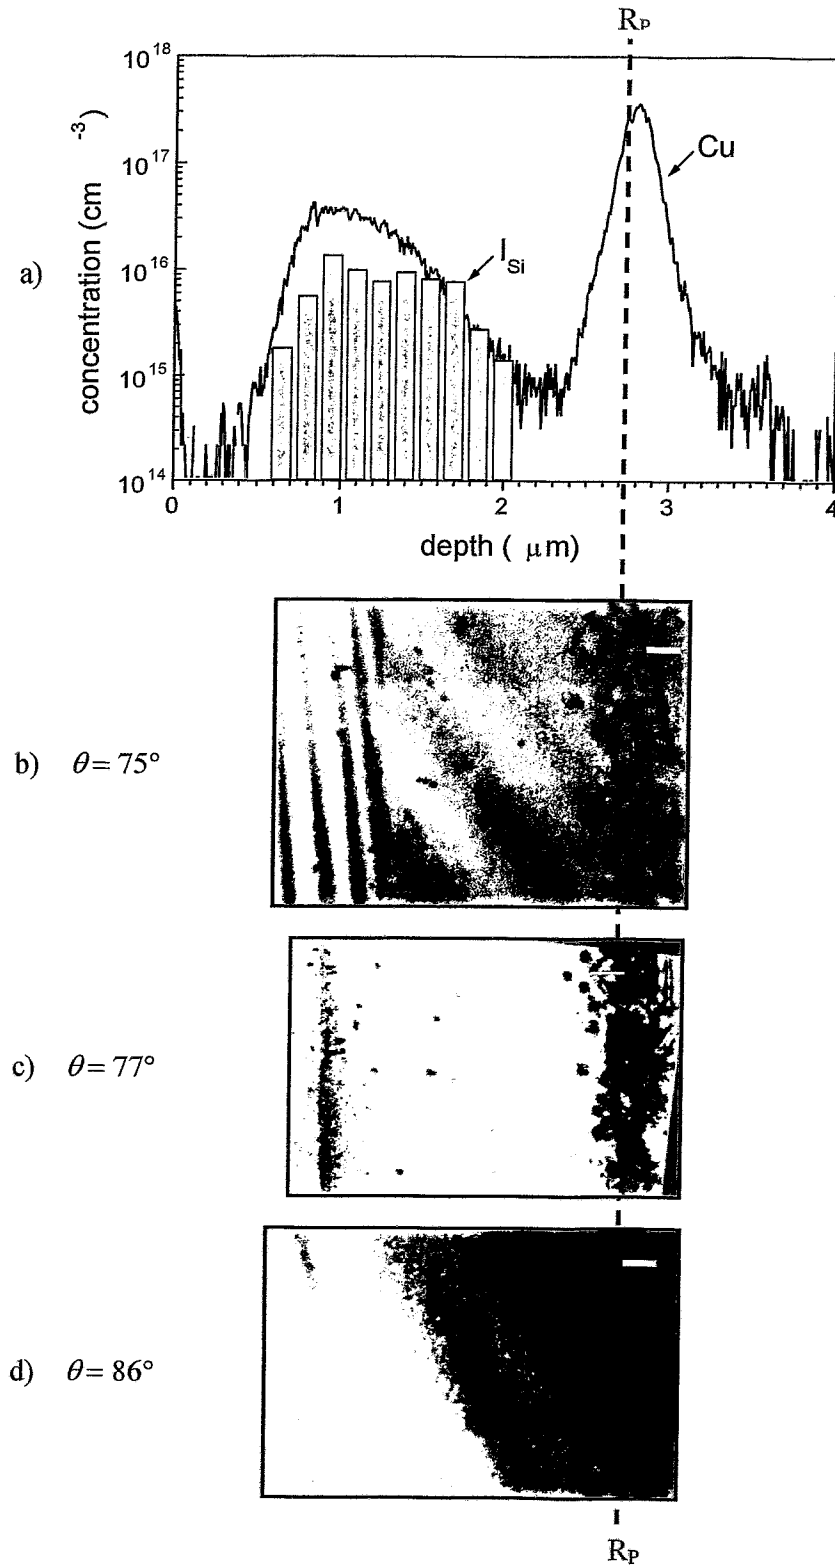 R_P
10^18
10^17
10^16
10^15
10^14
concentration (cm^-3)
Cu
I_Si
a)
0
1
2
3
4
depth ( μm)
b) θ = 75°
c) θ = 77°
d) θ = 86°
R_P